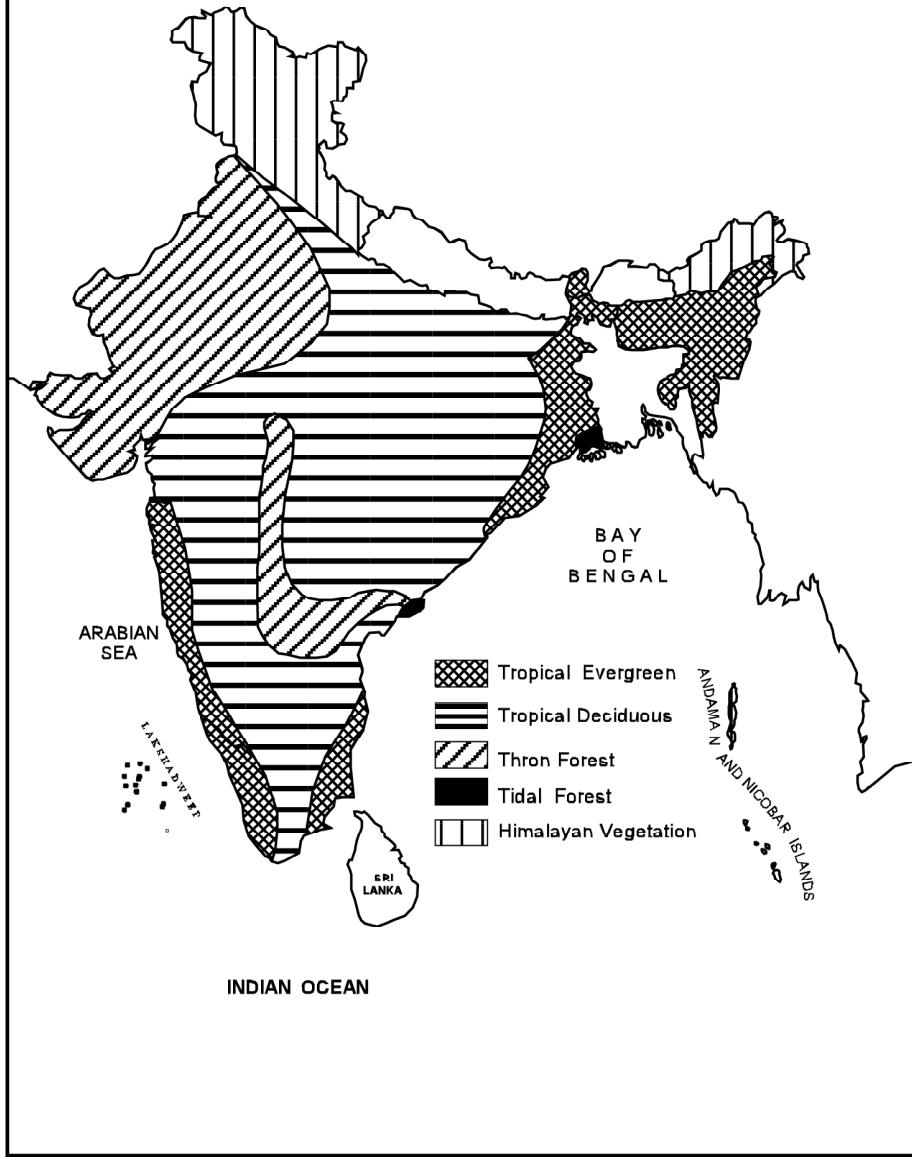 BAY
OF
BENGAL
ARABIAN
SEA
Tropical Evergreen
Tropical Deciduous
Thron Forest
Tidal Forest
Himalayan Vegetation
LAKSHADWEEP
ANDAMAN AND NICOBAR ISLANDS
SRI
LANKA
INDIAN OCEAN